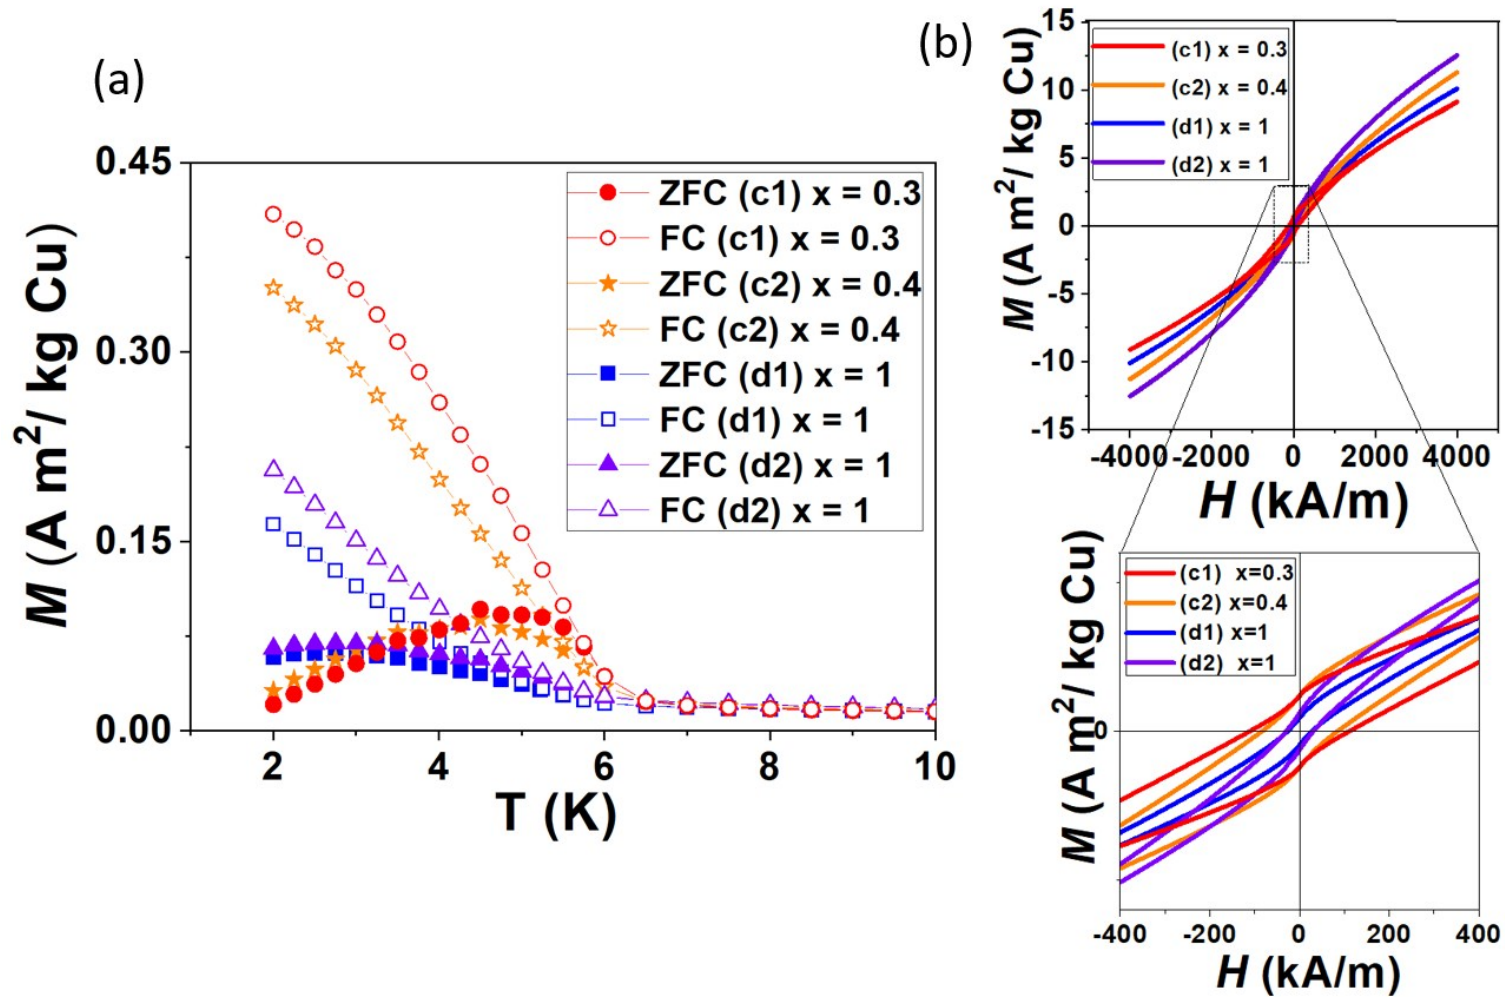 (a)
M (A m²/ kg Cu)
0.45
0.30
0.15
0.00
2 4 6 8 10
T (K)
ZFC (c1) x = 0.3
FC (c1) x = 0.3
ZFC (c2) x = 0.4
FC (c2) x = 0.4
ZFC (d1) x = 1
FC (d1) x = 1
ZFC (d2) x = 1
FC (d2) x = 1
(b)
M (A m²/ kg Cu)
15
10
5
0
-5
-10
-15
-4000 -2000 0 2000 4000
H (kA/m)
(c1) x = 0.3
(c2) x = 0.4
(d1) x = 1
(d2) x = 1
M (A m²/ kg Cu)
0
-400 -200 0 200 400
H (kA/m)
(c1) x=0.3
(c2) x=0.4
(d1) x=1
(d2) x=1